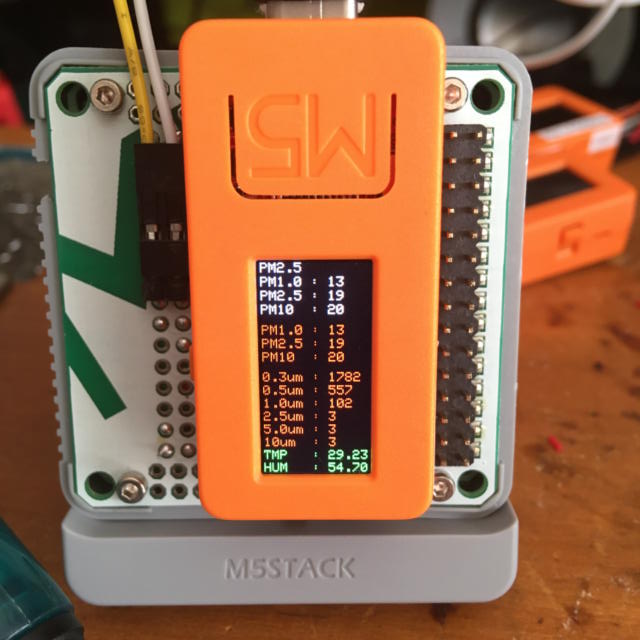 M5
PM2.5
PM1.0 : 13
PM2.5 : 19
PM10 : 20
PM1.0 : 13
PM2.5 : 19
PM10 : 20
0.3um : 1782
0.5um : 557
1.0um : 102
2.5um : 3
5.0um : 3
10um : 3
TMP : 29.23
HUM : 54.70
M5STACK